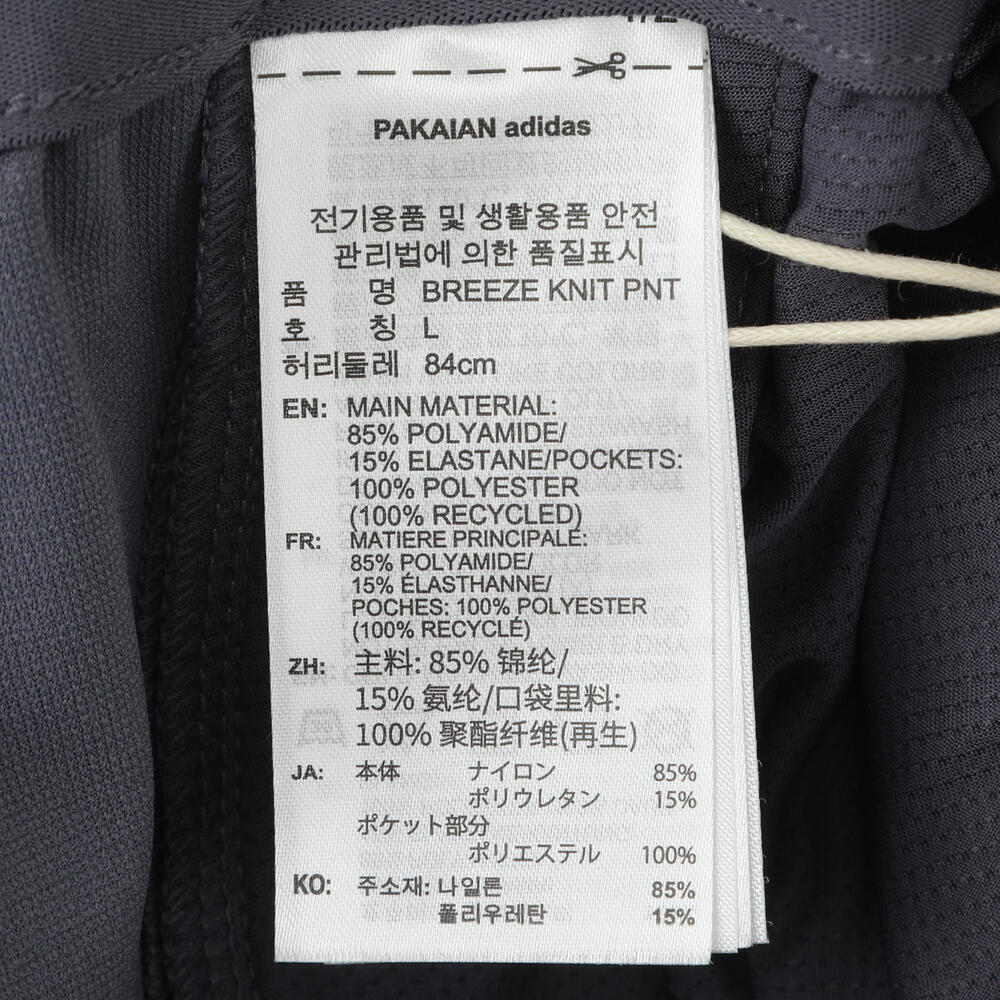 PAKAIAN adidas
전기용품 및 생활용품 안전
관리법에 의한 품질표시
품 명 BREEZE KNIT PNT
호 칭 L
허리둘레 84cm
EN: MAIN MATERIAL:
85% POLYAMIDE/
15% ELASTANE/POCKETS:
100% POLYESTER
(100% RECYCLED)
FR: MATIERE PRINCIPALE:
85% POLYAMIDE/
15% ÉLASTHANNE/
POCHES: 100% POLYESTER
(100% RECYCLÉ)
ZH: 主料: 85% 锦纶/
15% 氨纶/口袋里料:
100% 聚酯纤维(再生)
JA: 本体 ナイロン 85%
ポリウレタン 15%
ポケット部分
ポリエステル 100%
KO: 주소재: 나일론 85%
폴리우레탄 15%